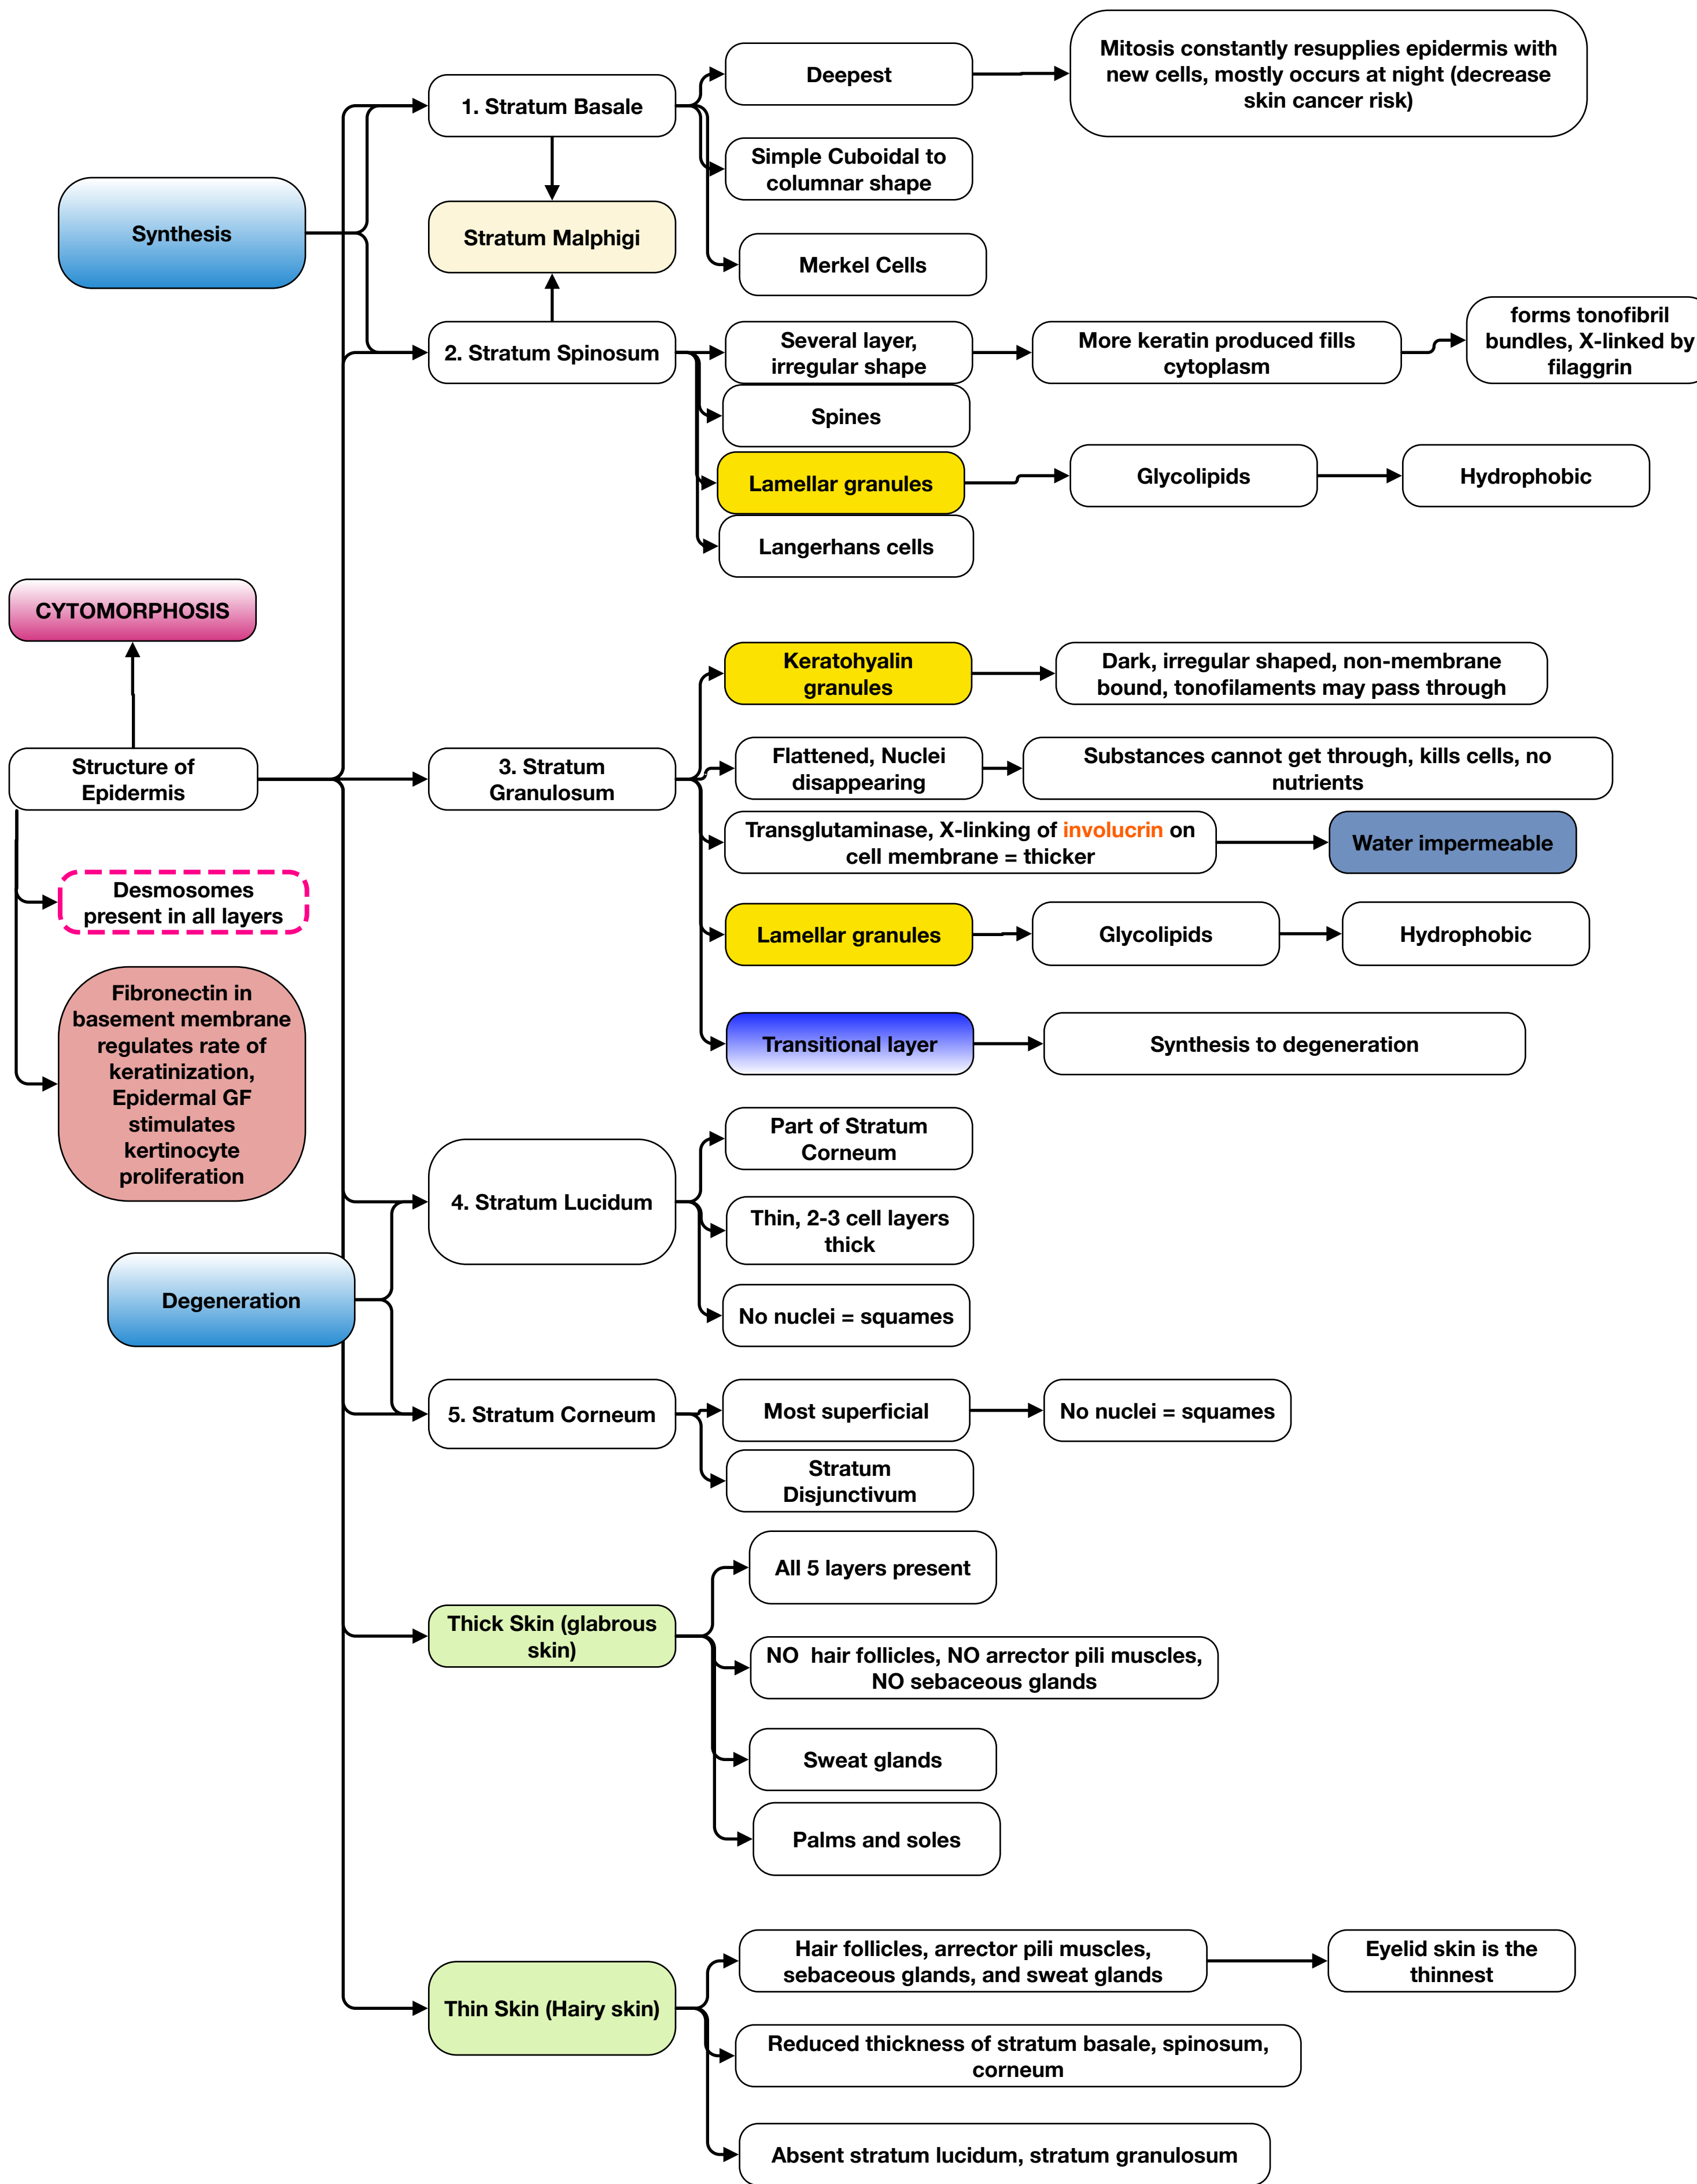 Synthesis
CYTOMORPHOSIS
Structure of
Epidermis
Desmosomes
present in all layers
Fibronectin in
basement membrane
regulates rate of
keratinization,
Epidermal GF
stimulates
kertinocyte
proliferation
Degeneration
1. Stratum Basale
Deepest
Mitosis constantly resupplies epidermis with
new cells, mostly occurs at night (decrease
skin cancer risk)
Simple Cuboidal to
columnar shape
Merkel Cells
Stratum Malphigi
2. Stratum Spinosum
Several layer,
irregular shape
More keratin produced fills
cytoplasm
forms tonofibril
bundles, X-linked by
filaggrin
Spines
Lamellar granules
Glycolipids
Hydrophobic
Langerhans cells
3. Stratum
Granulosum
Keratohyalin
granules
Dark, irregular shaped, non-membrane
bound, tonofilaments may pass through
Flattened, Nuclei
disappearing
Substances cannot get through, kills cells, no
nutrients
Transglutaminase, X-linking of involucrin on
cell membrane = thicker
Water impermeable
Lamellar granules
Glycolipids
Hydrophobic
Transitional layer
Synthesis to degeneration
4. Stratum Lucidum
Part of Stratum
Corneum
Thin, 2-3 cell layers
thick
No nuclei = squames
5. Stratum Corneum
Most superficial
No nuclei = squames
Stratum
Disjunctivum
Thick Skin (glabrous
skin)
All 5 layers present
NO hair follicles, NO arrector pili muscles,
NO sebaceous glands
Sweat glands
Palms and soles
Thin Skin (Hairy skin)
Hair follicles, arrector pili muscles,
sebaceous glands, and sweat glands
Eyelid skin is the
thinnest
Reduced thickness of stratum basale, spinosum,
corneum
Absent stratum lucidum, stratum granulosum